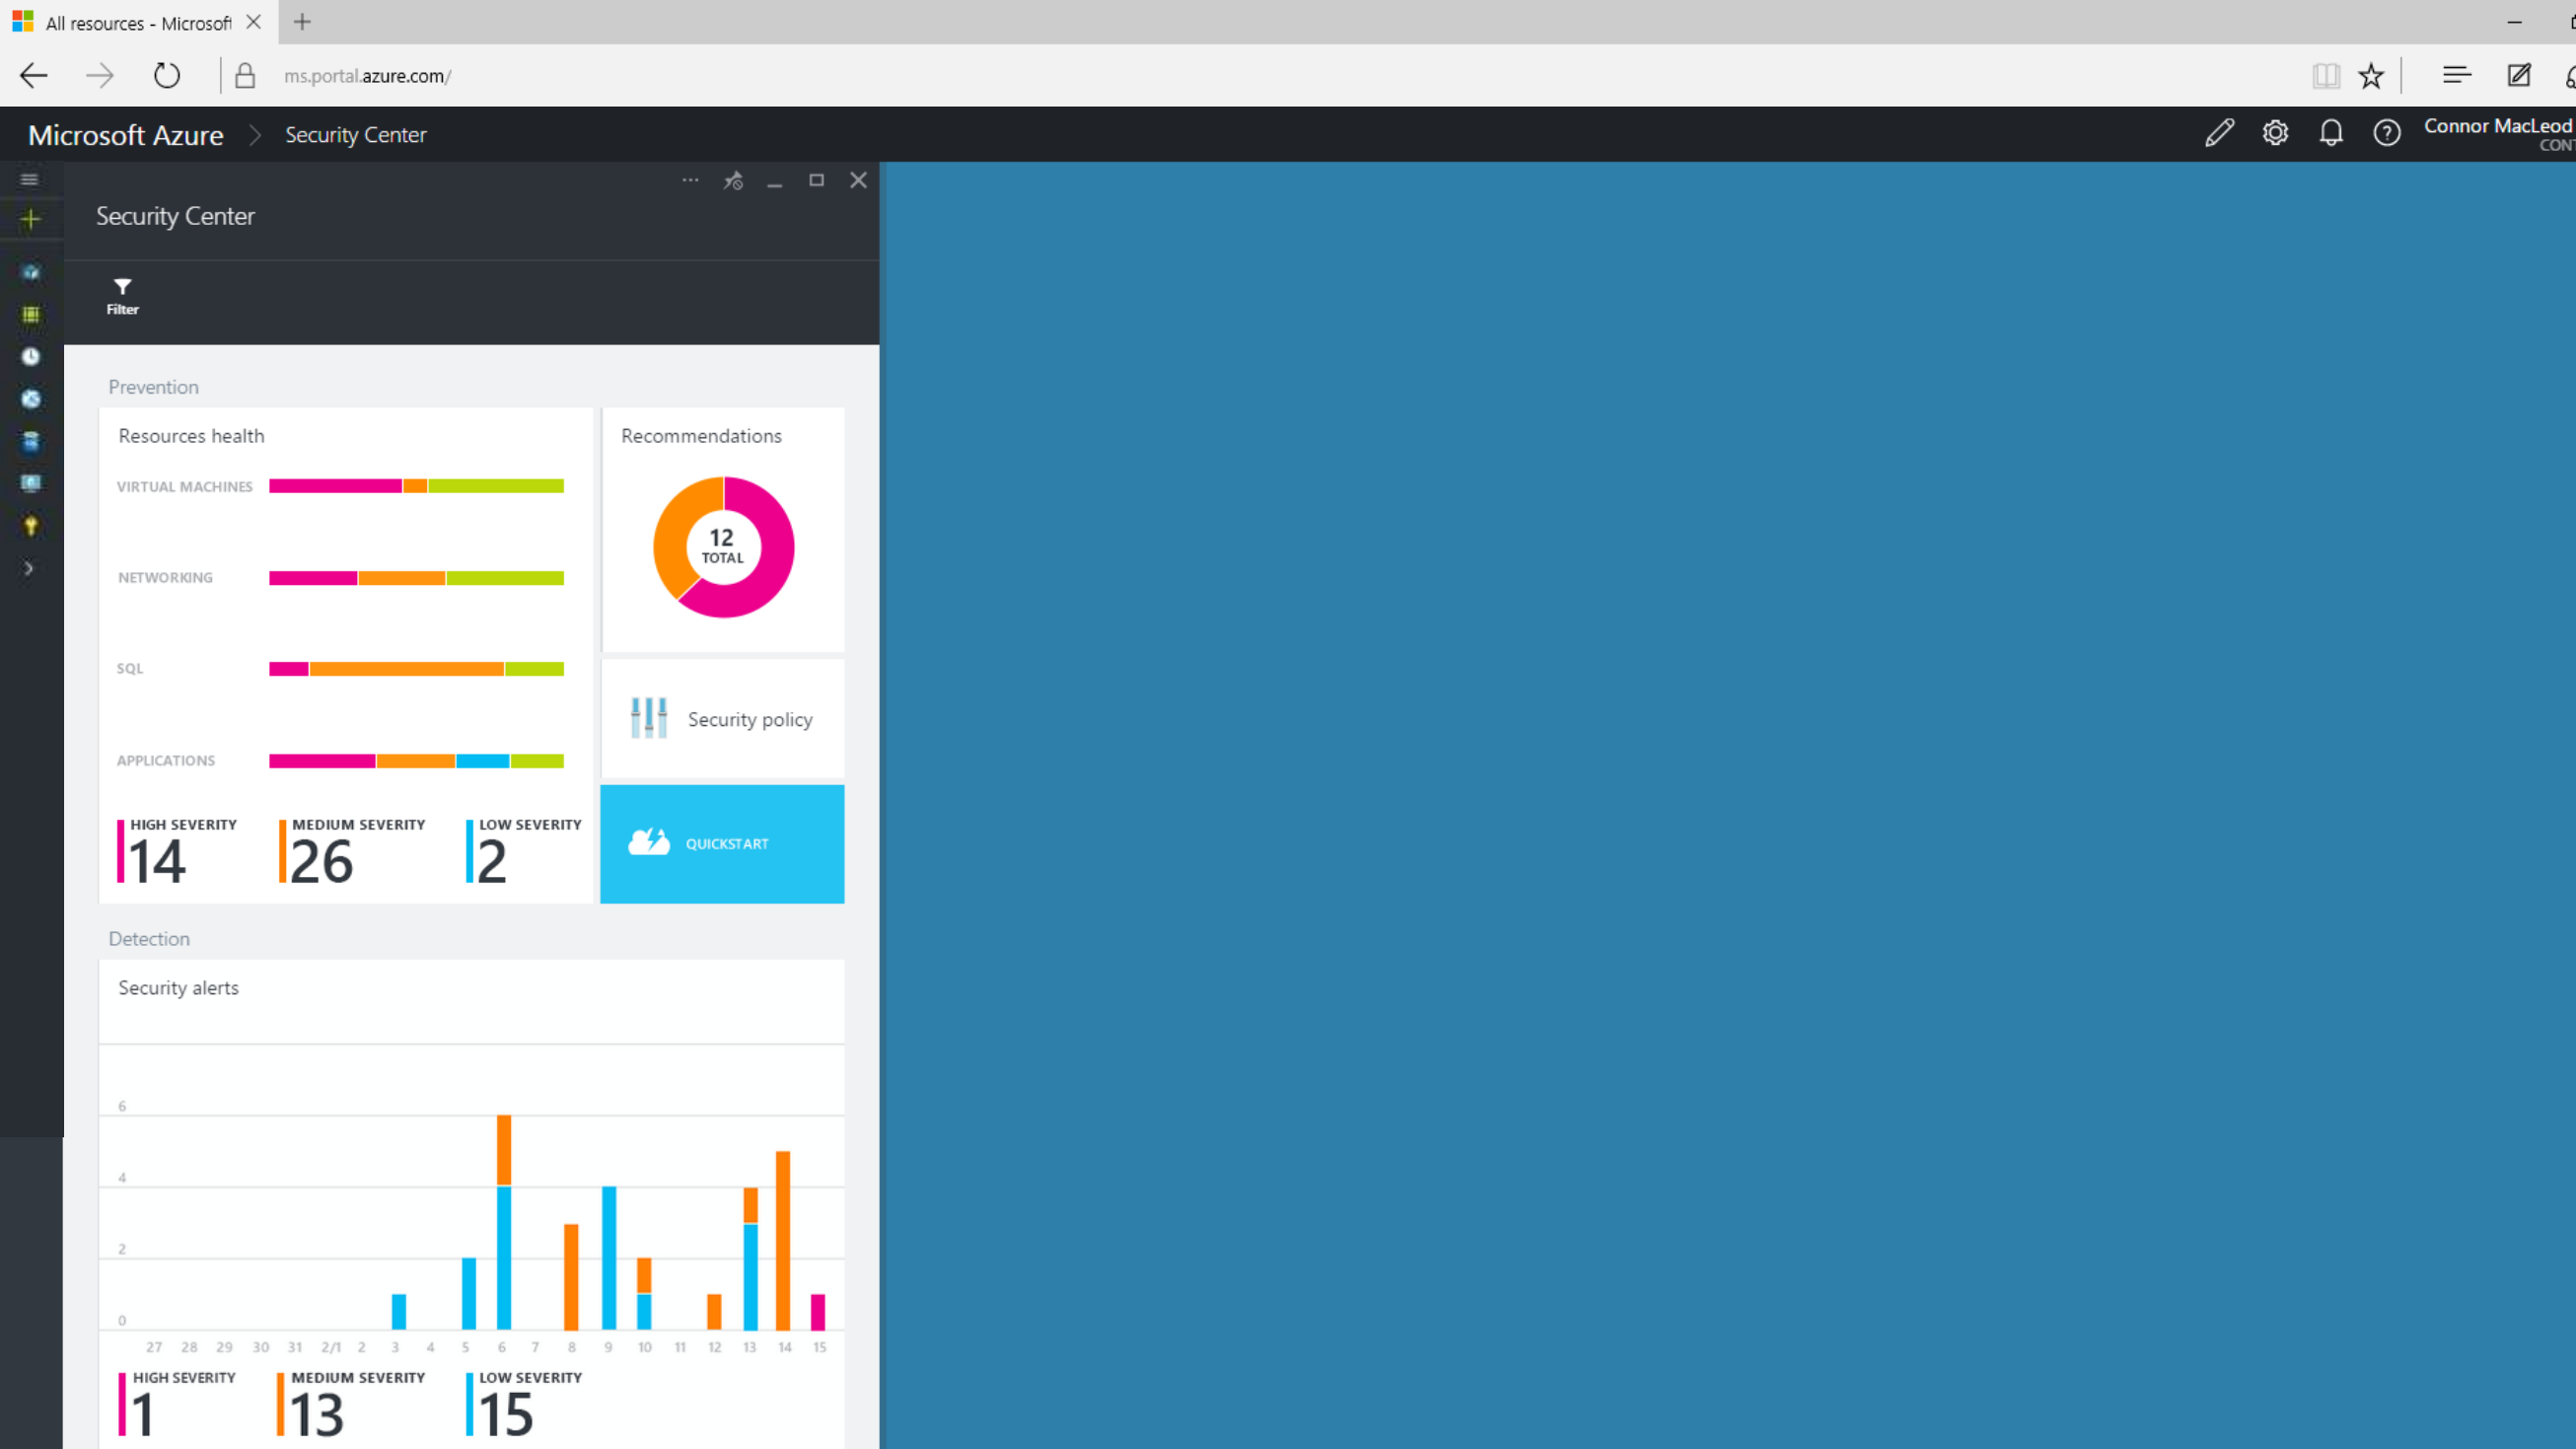 All resources - Microsoft
ms.portal.azure.com/
Microsoft Azure
Security Center
Connor MacLeod
CONT
Security Center
Filter
Prevention
Resources health
VIRTUAL MACHINES
NETWORKING
SQL
APPLICATIONS
HIGH SEVERITY
14
MEDIUM SEVERITY
26
LOW SEVERITY
2
Recommendations
12
TOTAL
Security policy
QUICKSTART
Detection
Security alerts
6
4
2
0
27 28 29 30 31 2/1 2 3 4 5 6 7 8 9 10 11 12 13 14 15
HIGH SEVERITY
1
MEDIUM SEVERITY
13
LOW SEVERITY
15